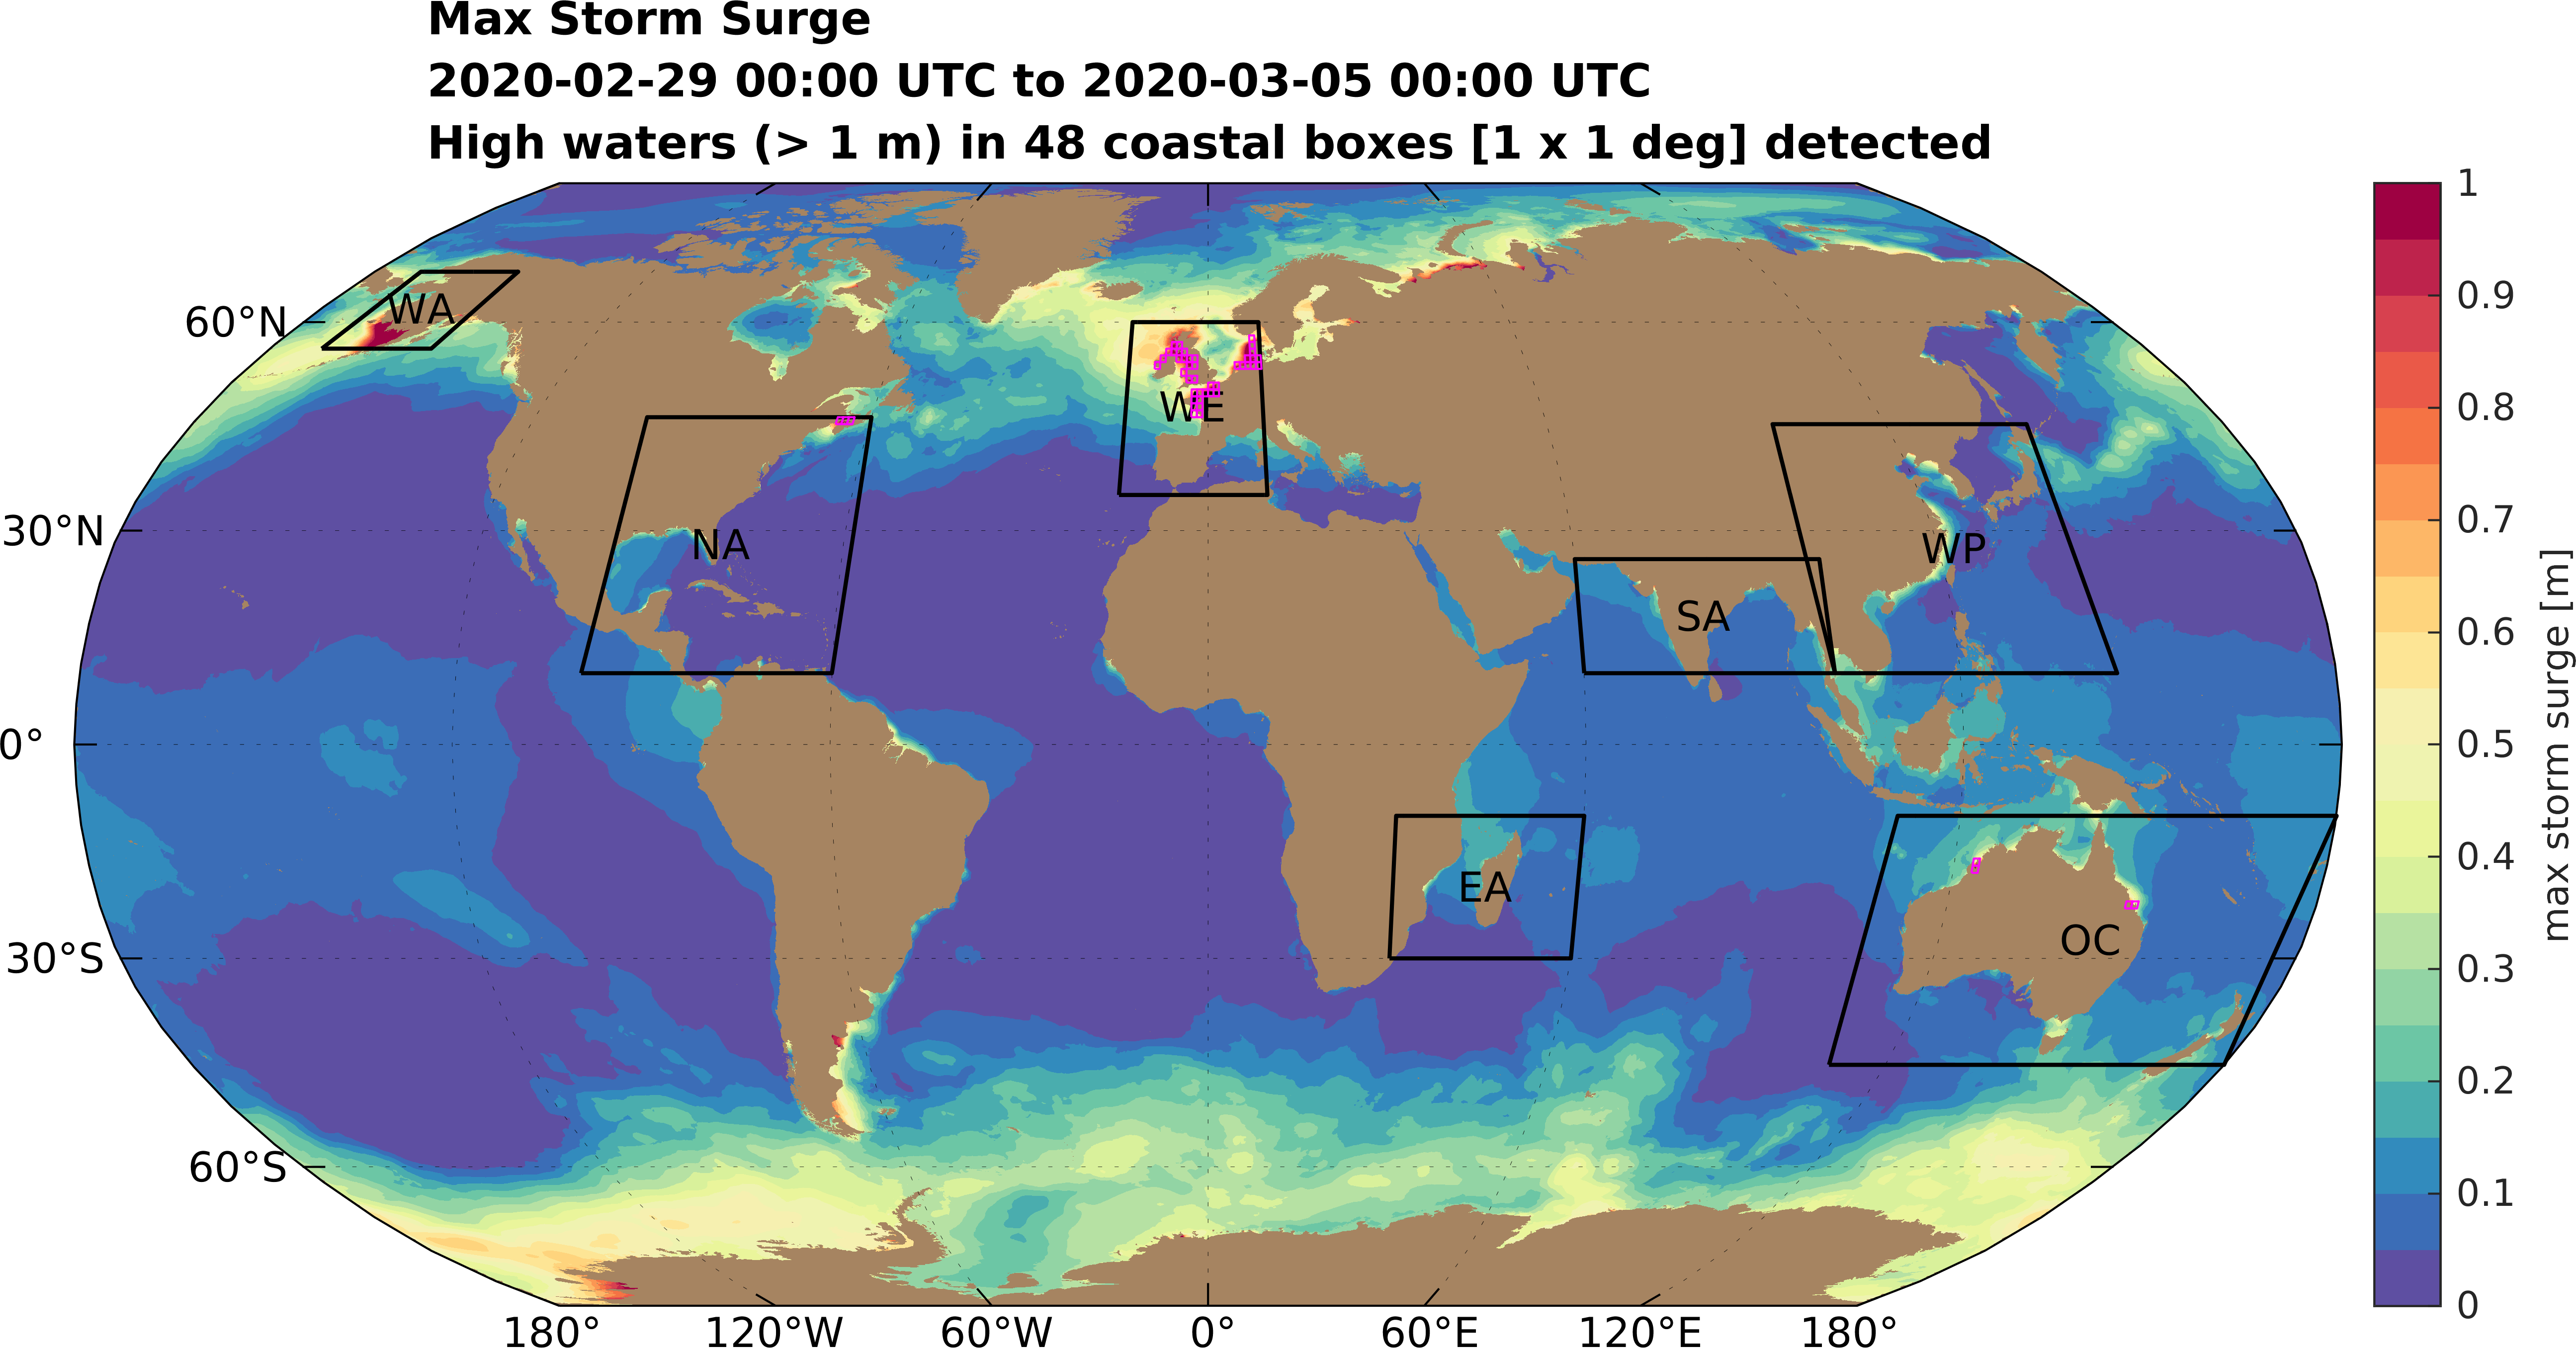 Max Storm Surge
2020-02-29 00:00 UTC to 2020-03-05 00:00 UTC
High waters (> 1 m) in 48 coastal boxes [1 x 1 deg] detected
60°N
30°N
0°
30°S
60°S
180°
120°W
60°W
0°
60°E
120°E
180°
WA
NA
WE
WP
SA
EA
OC
1
0.9
0.8
0.7
0.6
0.5
0.4
0.3
0.2
0.1
0
max storm surge [m]